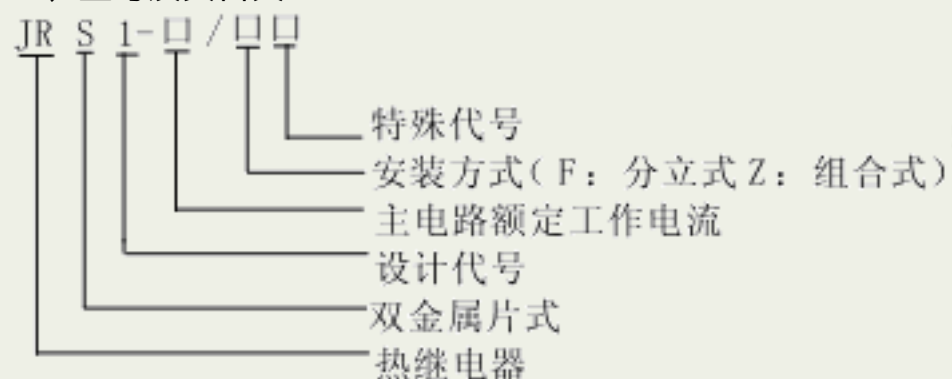 JR S 1-口/口口
特殊代号
安装方式(F：分立式Z：组合式)
主电路额定工作电流
设计代号
双金属片式
热继电器